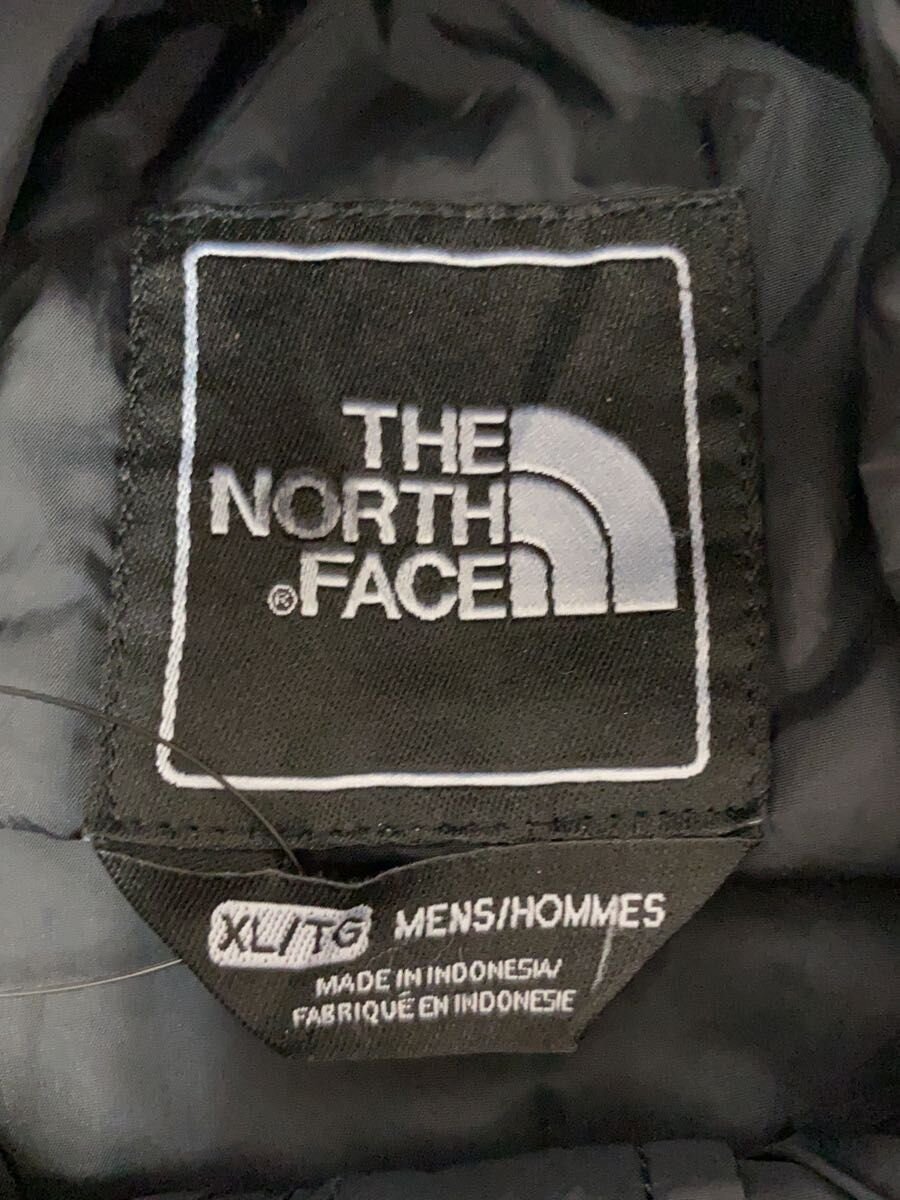 THE
NORTH
®FACE
XL/TG MENS/HOMMES
MADE IN INDONESIA/
FABRIQUÉ EN INDONESIE